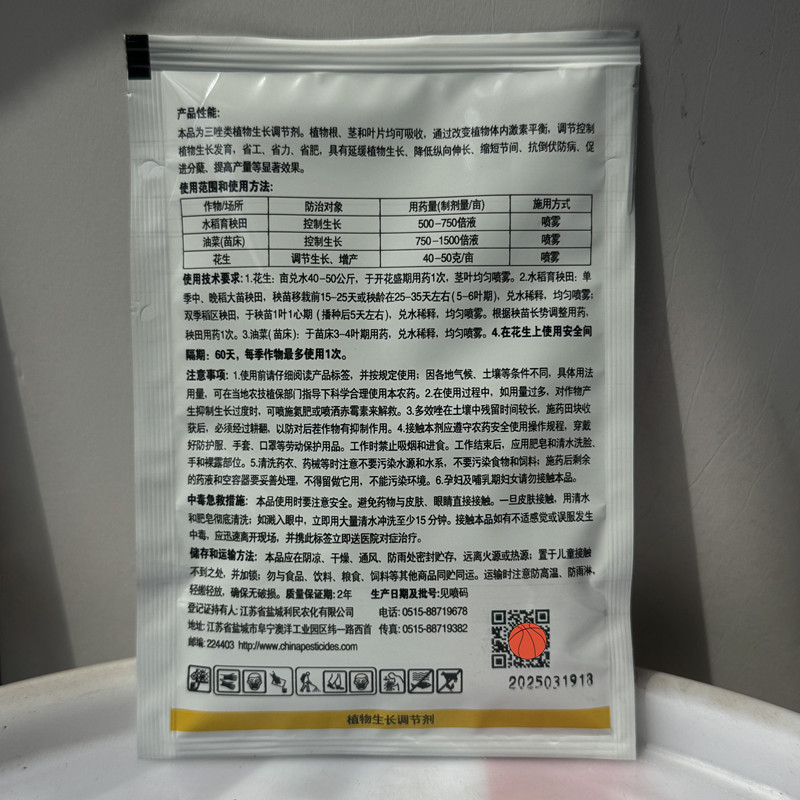 产品性能:
本品为三唑类植物生长调节剂。植物根、茎和叶片均可吸收，通过改变植物体内激素平衡，调节控制
植物生长发育，省工、省力、省肥，具有延缓植物生长、降低纵向伸长、缩短节间、抗倒伏防病、促
进分蘖、提高产量等显著效果。
使用范围和使用方法:
作物/场所 防治对象 用药量(制剂量/亩) 施用方式
水稻育秧田 控制生长 500-750倍液 喷雾
油菜(苗床) 控制生长 750-1500倍液 喷雾
花生 调节生长、增产 40-50克/亩 喷雾
使用技术要求: 1.花生：亩兑水40-50公斤，于开花盛期用药1次，茎叶均匀喷雾。2.水稻育秧田：单
季中、晚稻大苗秧田，秧苗移栽前15-25天或秧龄在25-35天左右(5-6叶期)，兑水稀释，均匀喷雾；
双季稻区秧田，于秧苗1叶1心期(播种后5天左右)，兑水稀释，均匀喷雾。根据秧苗长势调整用药，
秧田用药1次。3.油菜(苗床)：于苗床3-4叶期用药，兑水稀释，均匀喷雾。4.在花生上使用安全间
隔期：60天，每季作物最多使用1次。
注意事项: 1.使用前请仔细阅读产品标签，并按规定使用；因各地气候、土壤等条件不同，具体用法
用量，可在当地农技植保部门指导下科学合理使用本农药。2.在使用过程中，如用量过多，对作物产
生抑制生长过度时，可喷施氮肥或喷洒赤霉素来解救。3.多效唑在土壤中残留时间较长，施药田块收
获后，必须经过耕翻，以防对后茬作物有抑制作用。4.接触本剂应遵守农药安全使用操作规程，穿戴
好防护服、手套、口罩等劳动保护用品。工作时禁止吸烟和进食。工作结束后，应用肥皂和清水洗脸、
手和裸露部位。5.清洗药衣、药械等时注意不要污染水源和水系，不要污染食物和饲料；施药后剩余
的药液和空容器要妥善处理，不得留做它用，不能污染环境。6.孕妇及哺乳期妇女请勿接触本品。
中毒急救措施: 本品使用时要注意安全。避免药物与皮肤、眼睛直接接触。一旦皮肤接触，用清水
和肥皂彻底清洗；如溅入眼中，立即用大量清水冲洗至少15分钟。接触本品如有不适感觉或误服发生
中毒，应迅速离开现场，并携此标签立即送医院对症治疗。
储存和运输方法: 本品应在阴凉、干燥、通风、防雨处密封贮存，远离火源或热源；置于儿童接触
不到之处，并加锁；勿与食品、饮料、粮食、饲料等其他商品同贮同运。运输时注意防高温、防雨淋，
轻搬轻放，确保无破损。质量保证期: 2年 生产日期及批号:见喷码
登记证持有人: 江苏省盐城利民农化有限公司 电话: 0515-88719678
地址: 江苏省盐城市阜宁澳洋工业园区纬一路西首 传真: 0515-88719382
邮编: 224403 http://www.chinapesticides.com
2025031913
植物生长调节剂